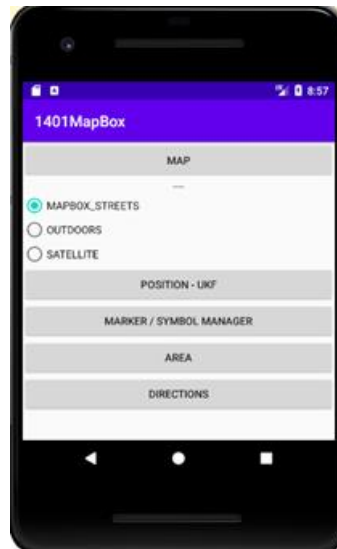 8:57
1401MapBox
MAP
---
MAPBOX_STREETS
OUTDOORS
SATELLITE
POSITION - UKF
MARKER / SYMBOL MANAGER
AREA
DIRECTIONS